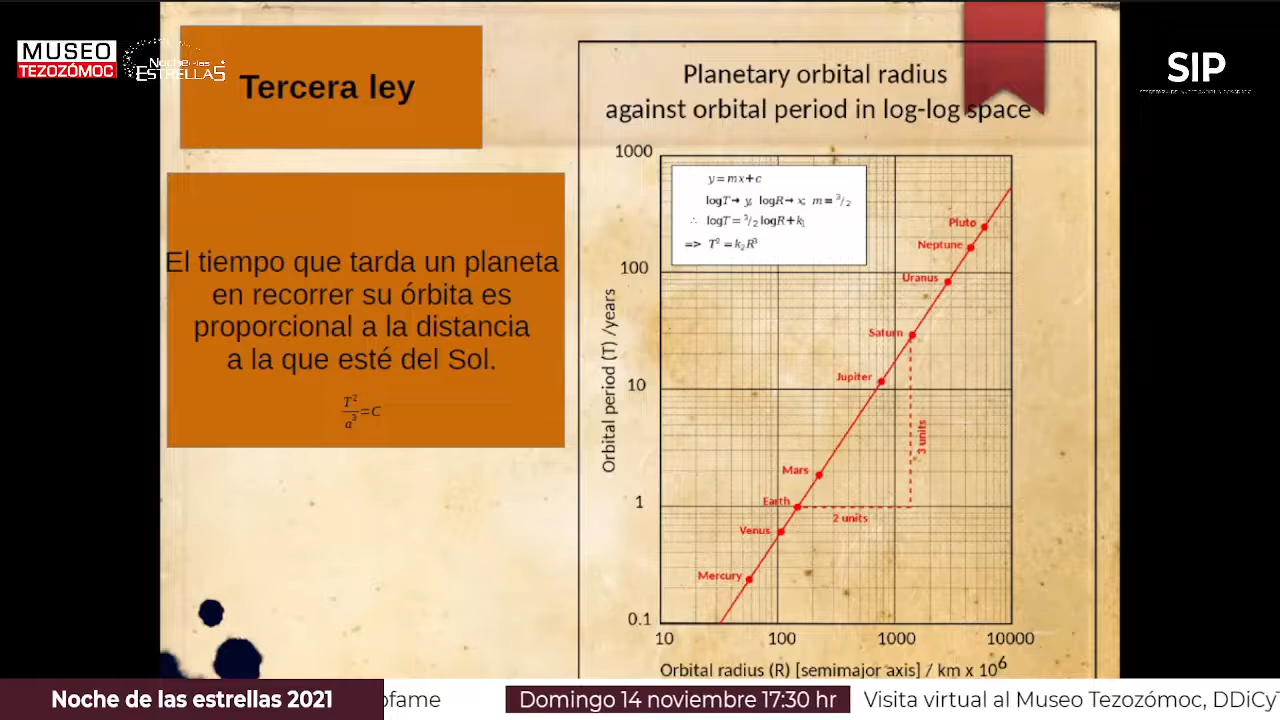 MUSEO
TEZOZÓMOC
Noche de las
ESTRELLAS
SIP
Tercera ley
El tiempo que tarda un planeta
en recorrer su órbita es
proporcional a la distancia
a la que esté del Sol.
T²/a³=C
Planetary orbital radius
against orbital period in log-log space
1000
100
10
1
0.1
Orbital period (T) /years
y=mx+c
logT→ y, logR→ x; m= ³/₂
∴ logT= ³/₂ logR+k₁
=> T² =k₂R³
Pluto
Neptune
Uranus
Saturn
Jupiter
Mars
Earth
Venus
Mercury
3 units
2 units
10
100
1000
10000
Orbital radius (R) [semimajor axis] / km x 10⁶
Noche de las estrellas 2021
ofame
Domingo 14 noviembre 17:30 hr
Visita virtual al Museo Tezozómoc, DDiCyT